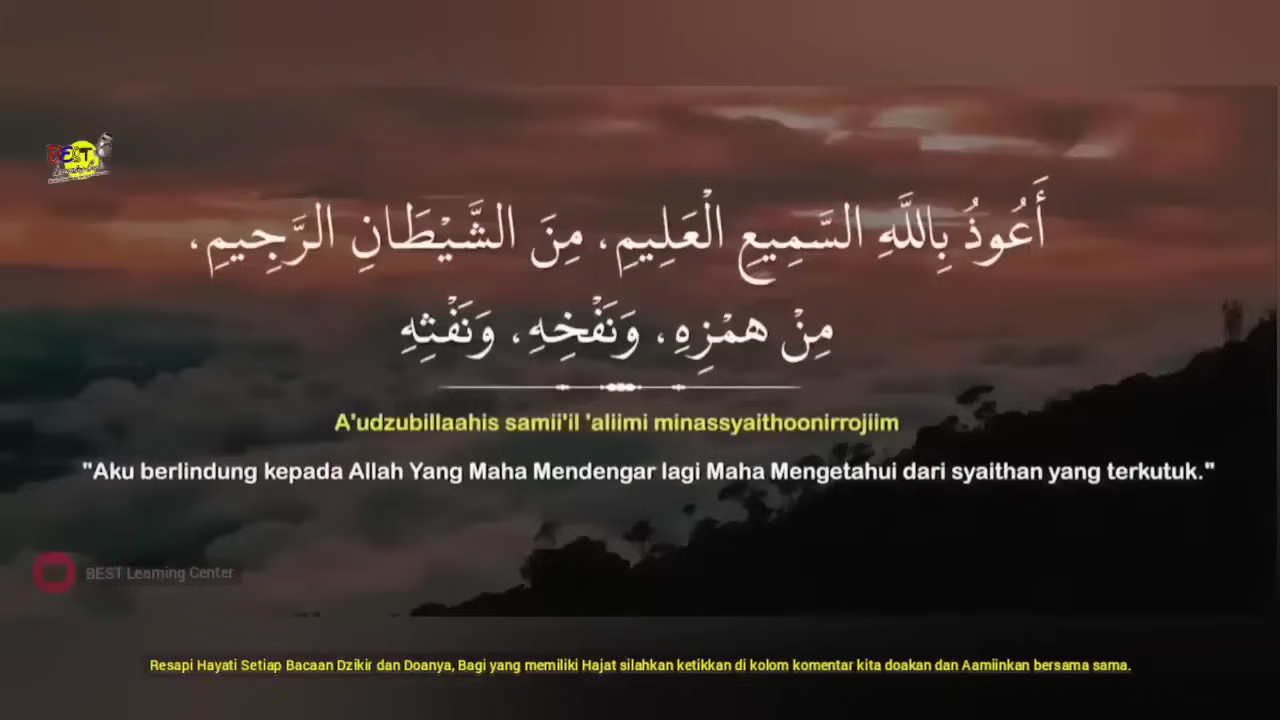 BEST
أَعُوذُ بِاللَّهِ السَّمِيعِ الْعَلِيمِ، مِنَ الشَّيْطَانِ الرَّجِيمِ،
مِنْ هَمْزِهِ، وَنَفْخِهِ، وَنَفْثِهِ
A'udzubillaahis samii'il 'aliimi minassyaithoonirrojiim
"Aku berlindung kepada Allah Yang Maha Mendengar lagi Maha Mengetahui dari syaithan yang terkutuk."
BEST Learning Center
Resapi Hayati Setiap Bacaan Dzikir dan Doanya, Bagi yang memiliki Hajat silahkan ketikkan di kolom komentar kita doakan dan Aamiinkan bersama sama.